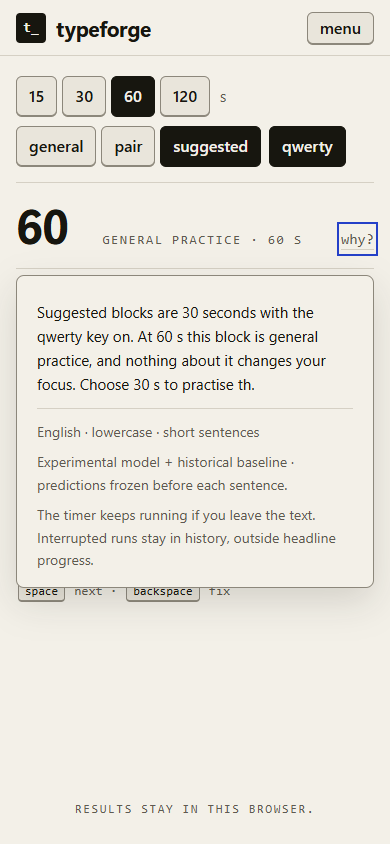 t_ typeforge menu
15 30 60 120 s
general pair suggested qwerty
60 GENERAL PRACTICE · 60 S why?
Suggested blocks are 30 seconds with the
qwerty key on. At 60 s this block is general
practice, and nothing about it changes your
focus. Choose 30 s to practise th.
English · lowercase · short sentences
Experimental model + historical baseline ·
predictions frozen before each sentence.
The timer keeps running if you leave the text.
Interrupted runs stay in history, outside headline
progress.
space next · backspace fix
RESULTS STAY IN THIS BROWSER.